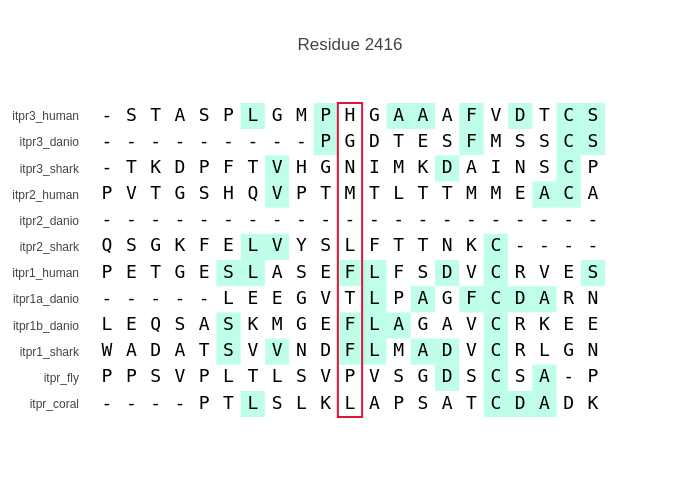 Residue 2416
itpr3_human - S T A S P L G M P H G A A A F V D T C S
itpr3_danio - - - - - - - - - P G D T E S F M S S C S
itpr3_shark - T K D P F T V H G N I M K D A I N S C P
itpr2_human P V T G S H Q V P T M T L T T M M E A C A
itpr2_danio - - - - - - - - - - - - - - - - - - - - -
itpr2_shark Q S G K F E L V Y S L F T T N K C - - - -
itpr1_human P E T G E S L A S E F L F S D V C R V E S
itpr1a_danio - - - - - L E E G V T L P A G F C D A R N
itpr1b_danio L E Q S A S K M G E F L A G A V C R K E E
itpr1_shark W A D A T S V V N D F L M A D V C R L G N
itpr_fly P P S V P L T L S V P V S G D S C S A - P
itpr_coral - - - - P T L S L K L A P S A T C D A D K